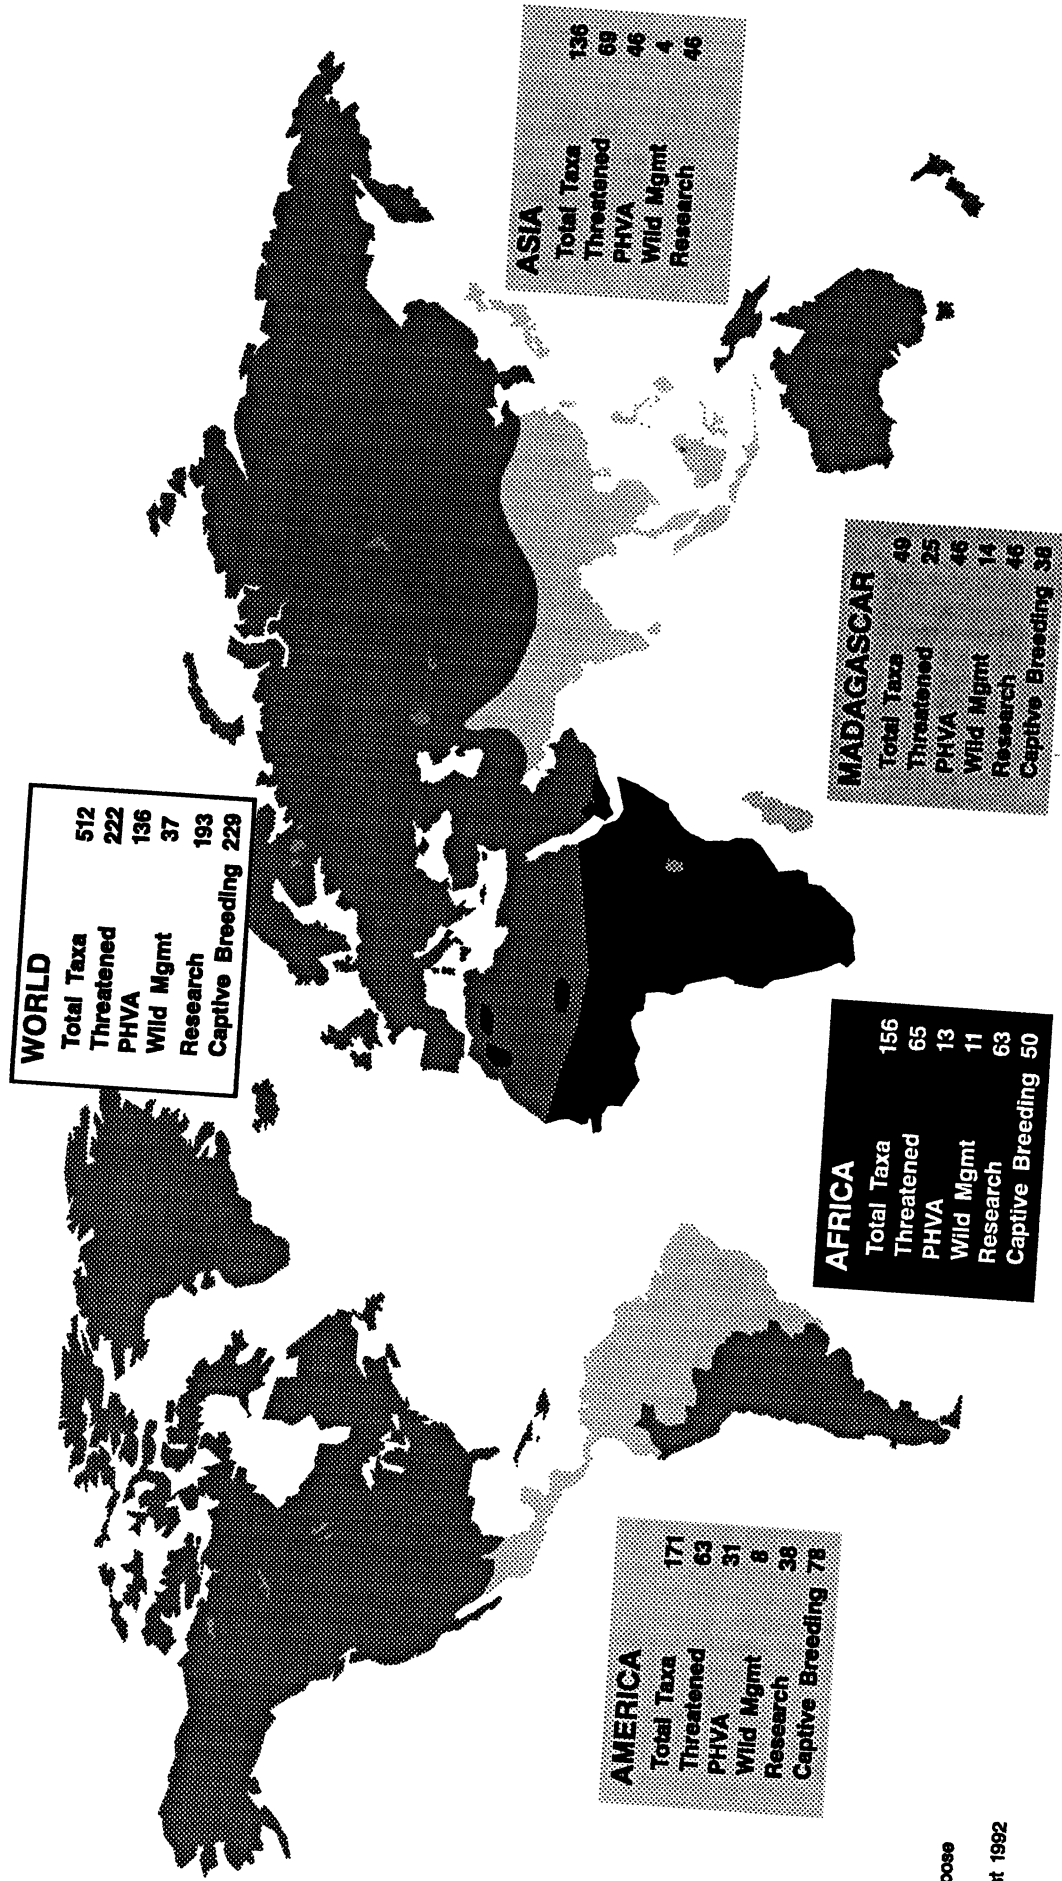 WORLD
Total Taxa 512
Threatened 222
PHVA 136
Wild Mgmt 37
Research 193
Captive Breeding 229
ASIA
Total Taxa 136
Threatened 69
PHVA 46
Wild Mgmt 4
Research 46
AMERICA
Total Taxa 171
Threatened 63
PHVA 31
Wild Mgmt 8
Research 38
Captive Breeding 78
AFRICA
Total Taxa 156
Threatened 65
PHVA 13
Wild Mgmt 11
Research 63
Captive Breeding 50
MADAGASCAR
Total Taxa 49
Threatened 25
PHVA 46
Wild Mgmt 14
Research 46
Captive Breeding 38
1992